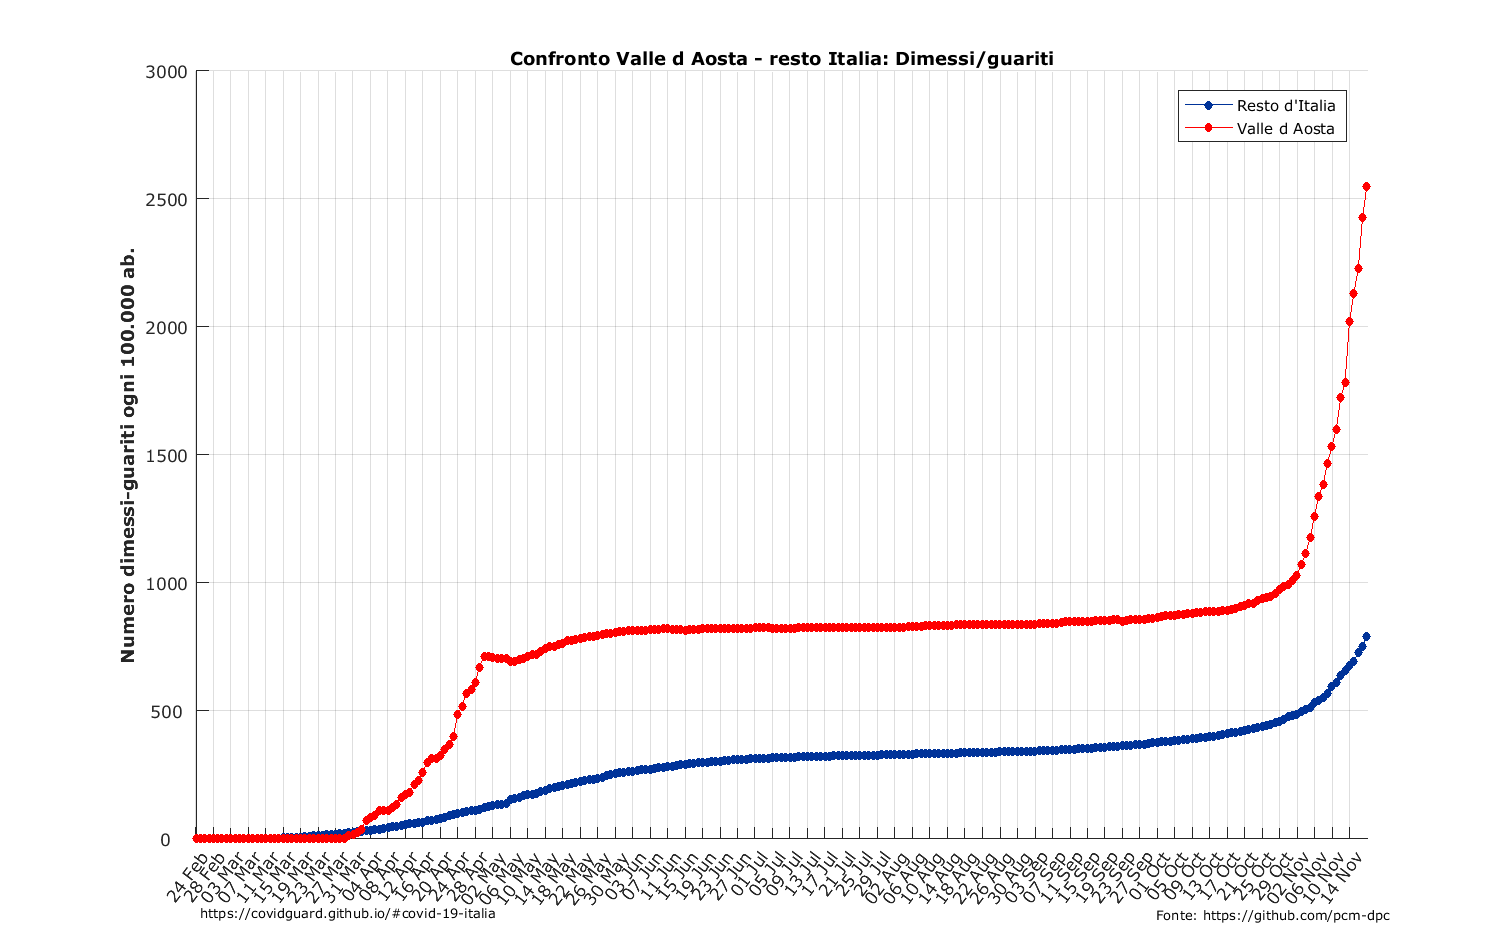 Confronto Valle d Aosta - resto Italia: Dimessi/guariti
Resto d'Italia
Valle d Aosta
Numero dimessi-guariti ogni 100.000 ab.
3000
2500
2000
1500
1000
500
0
24 Feb
28 Feb
03 Mar
07 Mar
11 Mar
15 Mar
19 Mar
23 Mar
27 Mar
31 Mar
04 Apr
08 Apr
12 Apr
16 Apr
20 Apr
24 Apr
28 Apr
02 May
06 May
10 May
14 May
18 May
22 May
26 May
30 May
03 Jun
07 Jun
11 Jun
15 Jun
19 Jun
23 Jun
27 Jun
01 Jul
05 Jul
09 Jul
13 Jul
17 Jul
21 Jul
25 Jul
29 Jul
02 Aug
06 Aug
10 Aug
14 Aug
18 Aug
22 Aug
26 Aug
30 Aug
03 Sep
07 Sep
11 Sep
15 Sep
19 Sep
23 Sep
27 Sep
01 Oct
05 Oct
09 Oct
13 Oct
17 Oct
21 Oct
25 Oct
29 Oct
02 Nov
06 Nov
10 Nov
14 Nov
https://covidguard.github.io/#covid-19-italia
Fonte: https://github.com/pcm-dpc